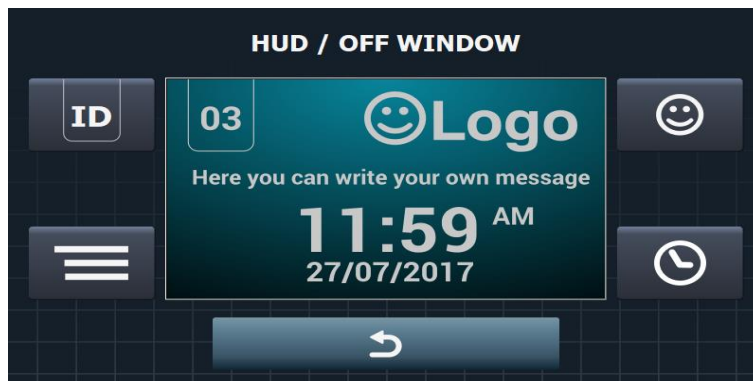 HUD / OFF WINDOW
ID
03
Logo
Here you can write your own message
11:59 AM
27/07/2017